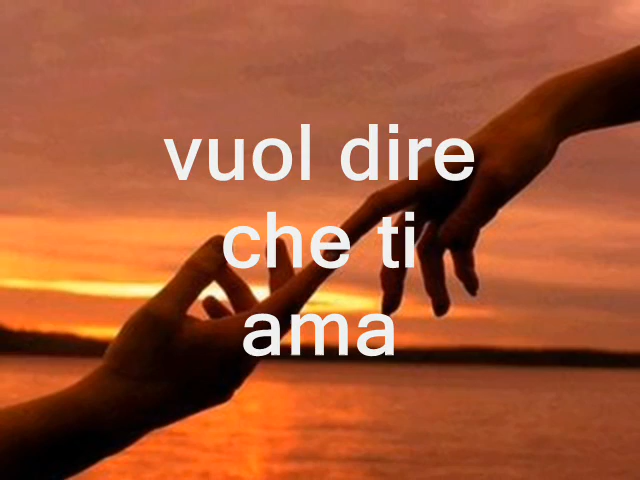 vuol dire
che ti
ama